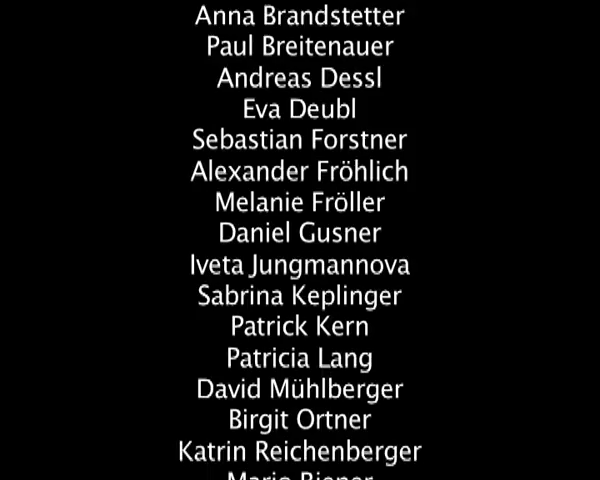 Anna Brandstetter
Paul Breitenauer
Andreas Dessl
Eva Deubl
Sebastian Forstner
Alexander Fröhlich
Melanie Fröller
Daniel Gusner
Iveta Jungmannova
Sabrina Keplinger
Patrick Kern
Patricia Lang
David Mühlberger
Birgit Ortner
Katrin Reichenberger